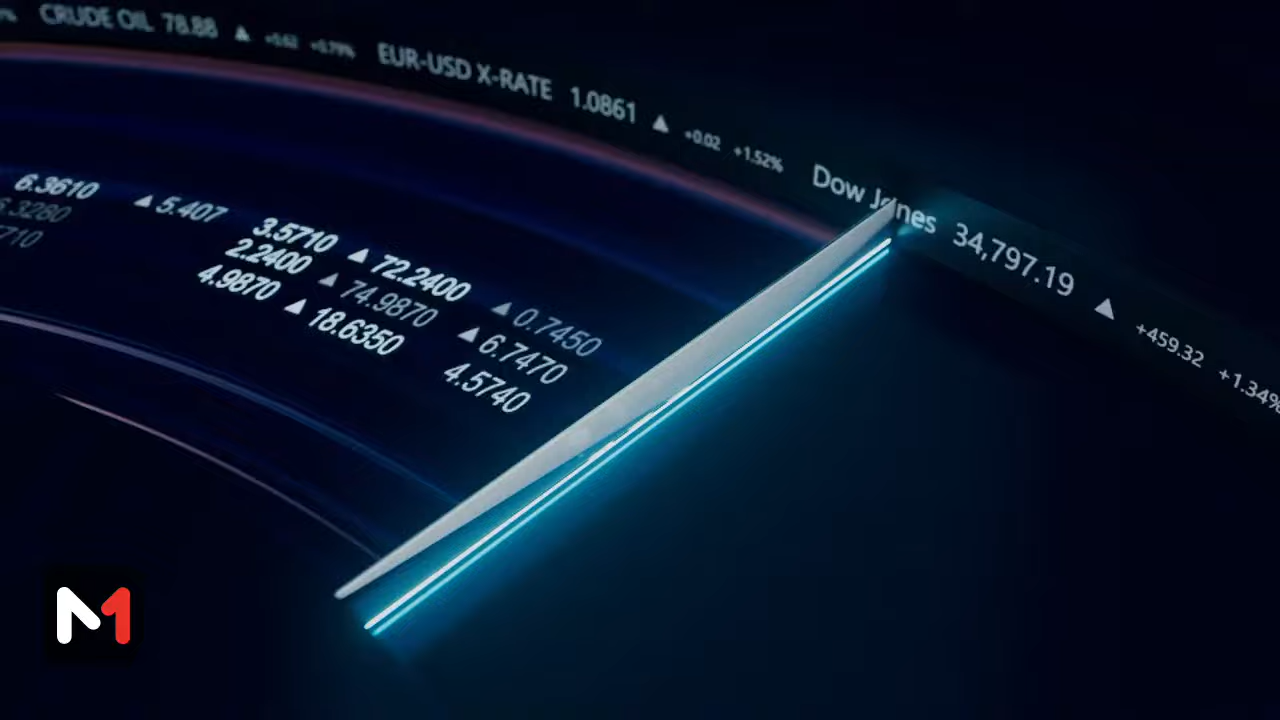 CRUDE OIL 78.88 ▲ +0.62 +0.79% EUR-USD X-RATE 1.0861 ▲ +0.02 +1.52% Dow Jones 34,797.19 ▲ +459.32 +1.34%
6.3610 ▲ 5.407 3.5710 ▲ 72.2400 ▲ 0.7450
6.3280 2.2400 ▲ 74.9870 ▲ 6.7470
4.9870 ▲ 18.6350 4.5740
M1